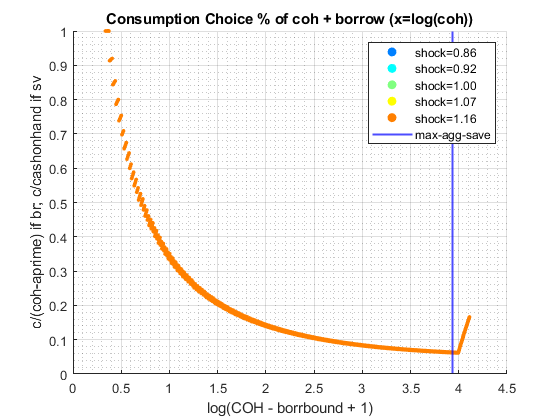 Consumption Choice % of coh + borrow (x=log(coh))
c/(coh-aprime) if br, c/cashonhand if sv
1
0.9
0.8
0.7
0.6
0.5
0.4
0.3
0.2
0.1
0
shock=0.86
shock=0.92
shock=1.00
shock=1.07
shock=1.16
max-agg-save
0 0.5 1 1.5 2 2.5 3 3.5 4 4.5
log(COH - borrbound + 1)